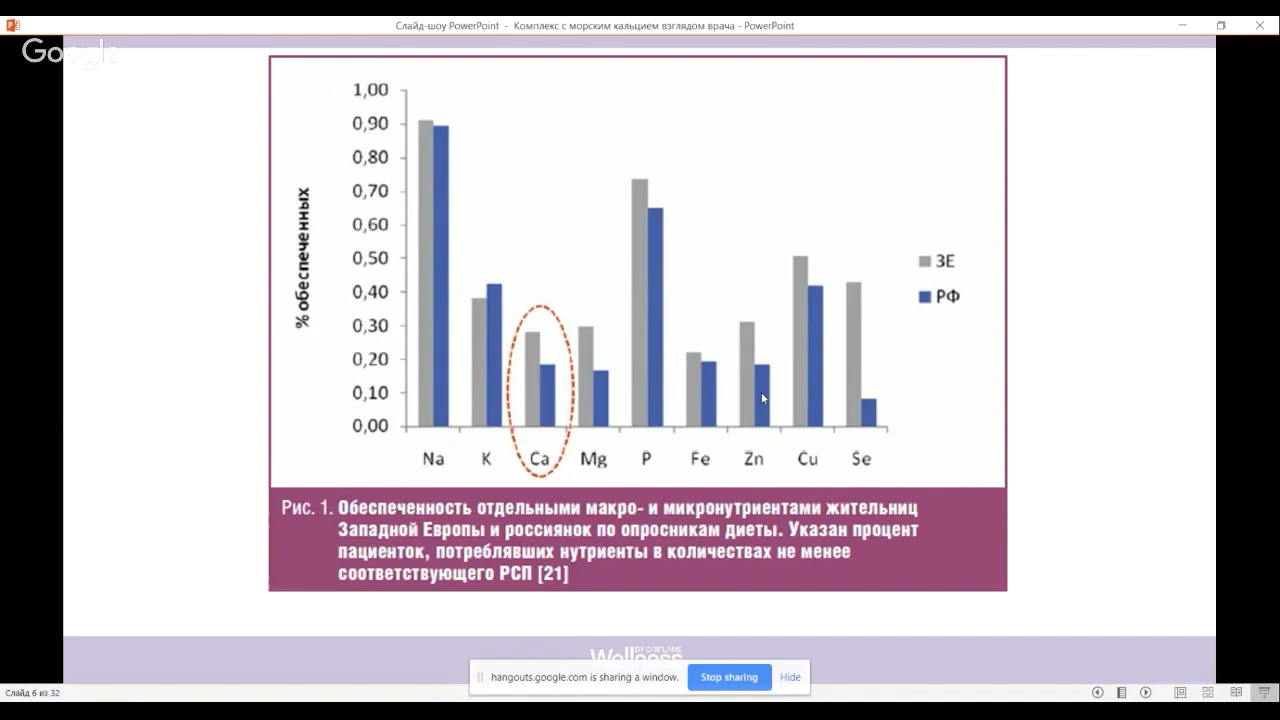 Слайд-шоу PowerPoint - Комплекс с морским кальцием взглядом врача - PowerPoint
Google
1,00
0,90
0,80
0,70
0,60
0,50
0,40
0,30
0,20
0,10
0,00
% обеспеченных
Na K Ca Mg P Fe Zn Cu Se
ЗЕ
РФ
Рис. 1. Обеспеченность отдельными макро- и микронутриентами жительниц
Западной Европы и россиянок по опросникам диеты. Указан процент
пациенток, потреблявших нутриенты в количествах не менее
соответствующего РСП [21]
Wellness
BY ORIFLAME
hangouts.google.com is sharing a window. Stop sharing Hide
Слайд 6 из 32